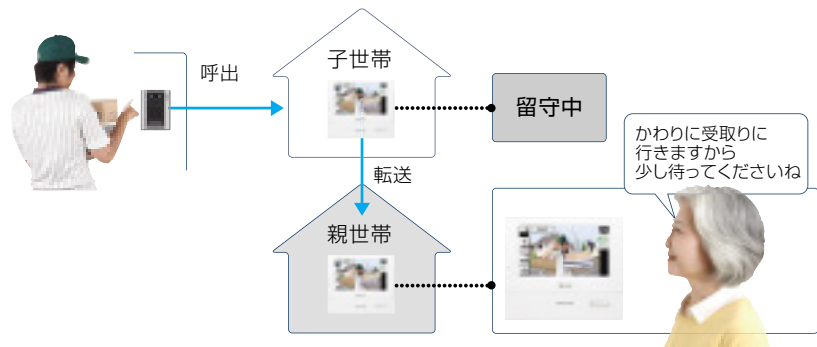 呼出
子世帯
留守中
転送
親世帯
かわりに受取りに
行きますから
少し待ってくださいね